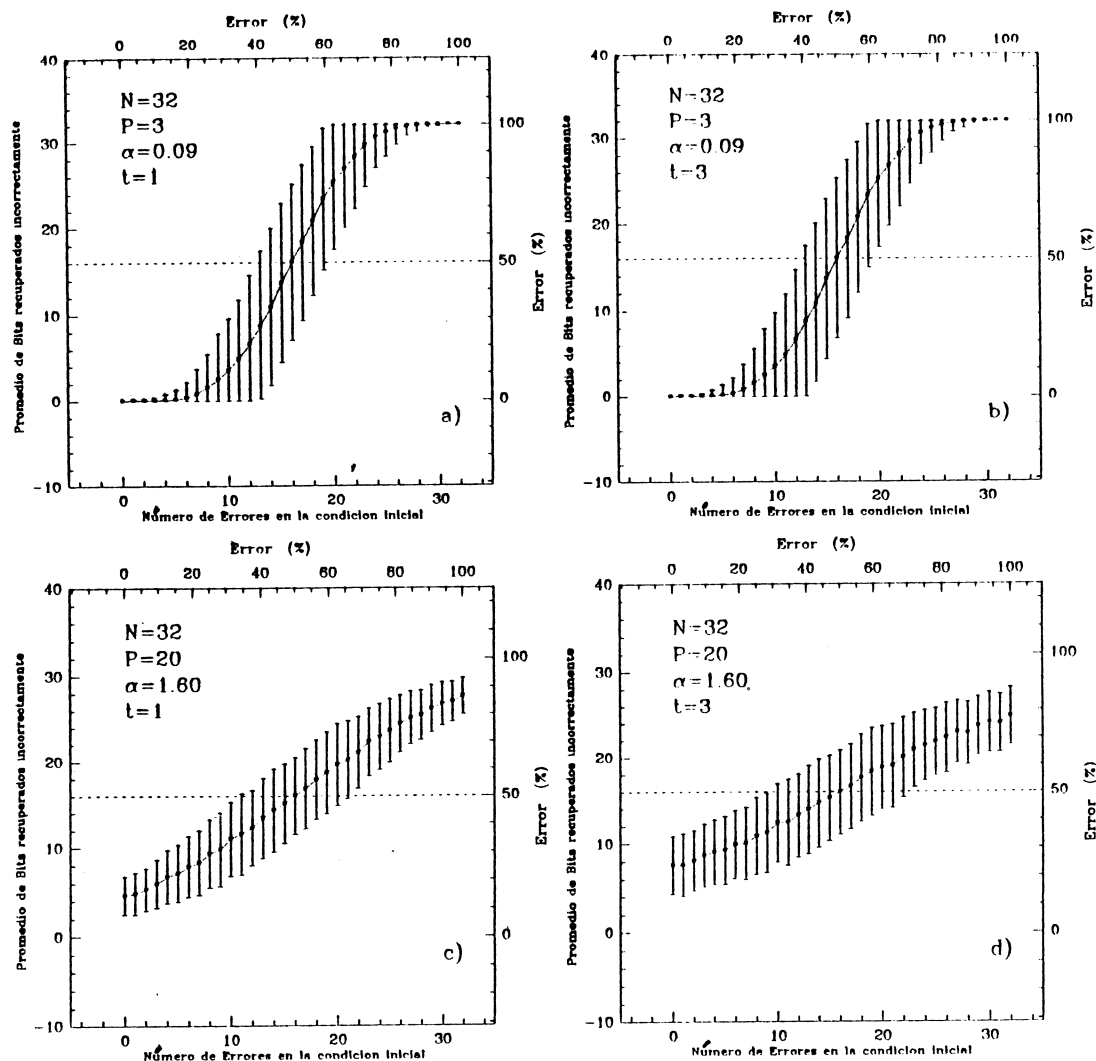 Error (%)
0 20 40 60 80 100
40
30
20
10
0
-10
Promedio de Bits recuperados incorrectamente
N=32
P=3
α=0.09
t=1
100
50
0
Error (%)
a)
0 10 20 30
Número de Errores en la condicion inicial
Error (%)
0 20 40 60 80 100
40
30
20
10
0
-10
Promedio de Bits recuperados incorrectamente
N=32
P=3
α=0.09
t=3
100
50
0
Error (%)
b)
0 10 20 30
Número de Errores en la condicion inicial
Error (%)
0 20 40 60 80 100
40
30
20
10
0
-10
Promedio de Bits recuperados incorrectamente
N=32
P=20
α=1.60
t=1
100
50
0
Error (%)
c)
0 10 20 30
Número de Errores en la condicion inicial
Error (%)
0 20 40 60 80 100
40
30
20
10
0
-10
Promedio de Bits recuperados incorrectamente
N=32
P=20
α=1.60
t=3
100
50
0
Error (%)
d)
0 10 20 30
Número de Errores en la condicion inicial